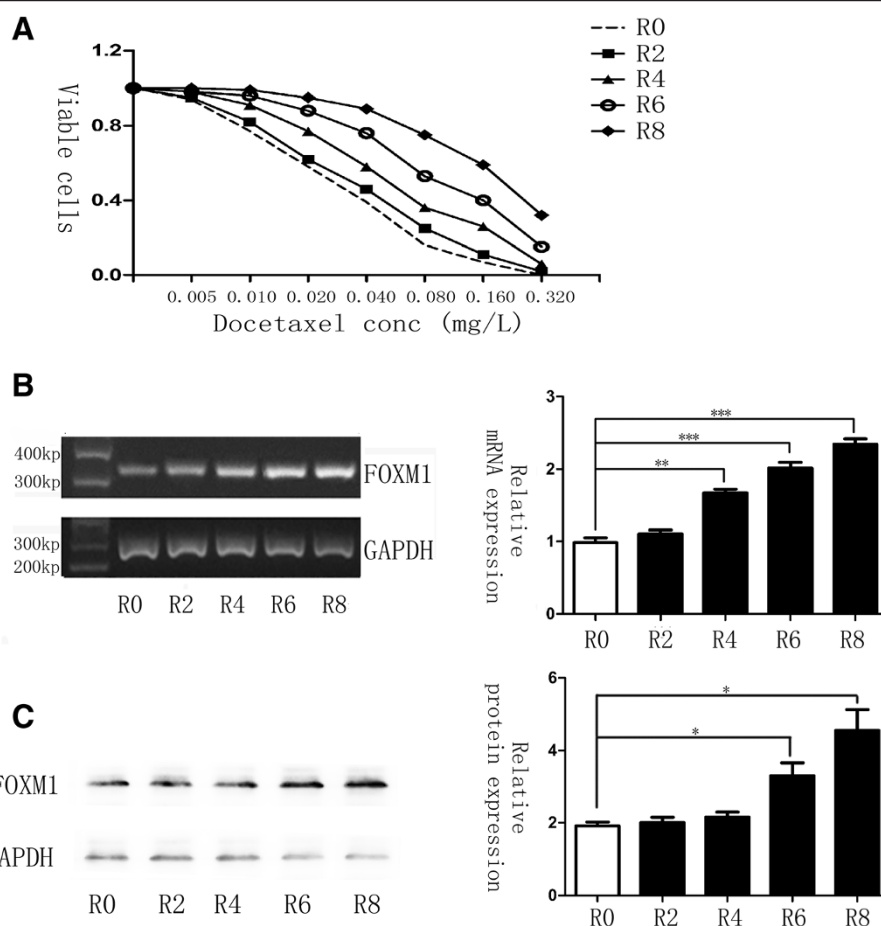 A
R0
R2
R4
R6
R8
1.2
0.8
0.4
0.0
Viable cells
0.005 0.010 0.020 0.040 0.080 0.160 0.320
Docetaxel conc (mg/L)
B
400kp
300kp
FOXM1
300kp
200kp
GAPDH
R0 R2 R4 R6 R8
Relative
mRNA expression
3
2
1
0
***
***
**
R0 R2 R4 R6 R8
C
FOXM1
APDH
R0 R2 R4 R6 R8
Relative
protein expression
6
4
2
0
*
*
R0 R2 R4 R6 R8